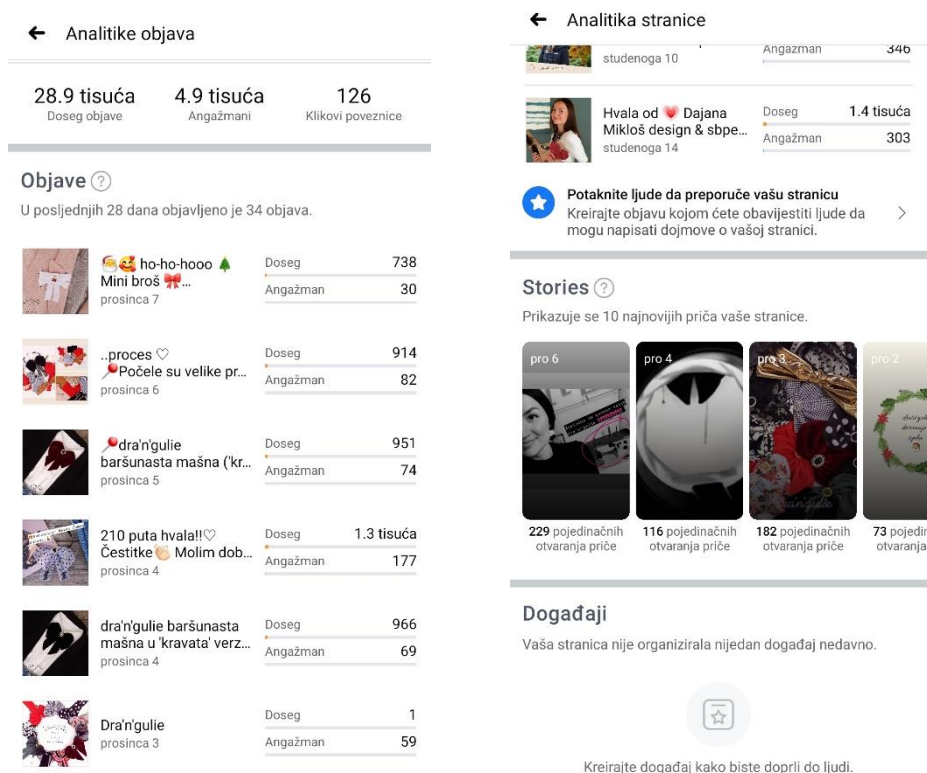 Analitike objava
28.9 tisuća
4.9 tisuća
126
Doseg objave
Angažmani
Klikovi poveznice
Objave
U posljednjih 28 dana objavljeno je 34 objava.
🎅🥰 ho-ho-hooo 🎄
Mini broš 🎀...
prosinca 7
Doseg 738
Angažman 30
..proces ♡
📍Počele su velike pr...
prosinca 6
Doseg 914
Angažman 82
📍dra'n'gulie
baršunasta mašna ('kr...
prosinca 5
Doseg 951
Angažman 74
210 puta hvala!!♡
Čestitke👏 Molim dob...
prosinca 4
Doseg 1.3 tisuća
Angažman 177
dra'n'gulie baršunasta
mašna u 'kravata' verz...
prosinca 4
Doseg 966
Angažman 69
Dra'n'gulie
prosinca 3
Doseg 1
Angažman 59
Analitika stranice
studenoga 10
Angažman 346
Hvala od 💗 Dajana
Mikloš design & sbpe...
studenoga 14
Doseg 1.4 tisuća
Angažman 303
Potaknite ljude da preporuče vašu stranicu
Kreirajte objavu kojom ćete obavijestiti ljude da
mogu napisati dojmove o vašoj stranici.
Stories
Prikazuje se 10 najnovijih priča vaše stranice.
pro 6
pro 4
pro 3
pro 2
229 pojedinačnih
otvaranja priče
116 pojedinačnih
otvaranja priče
182 pojedinačnih
otvaranja priče
73 pojedin
otvaranja
Događaji
Vaša stranica nije organizirala nijedan događaj nedavno.
Kreirajte događaj kako biste doprli do ljudi.